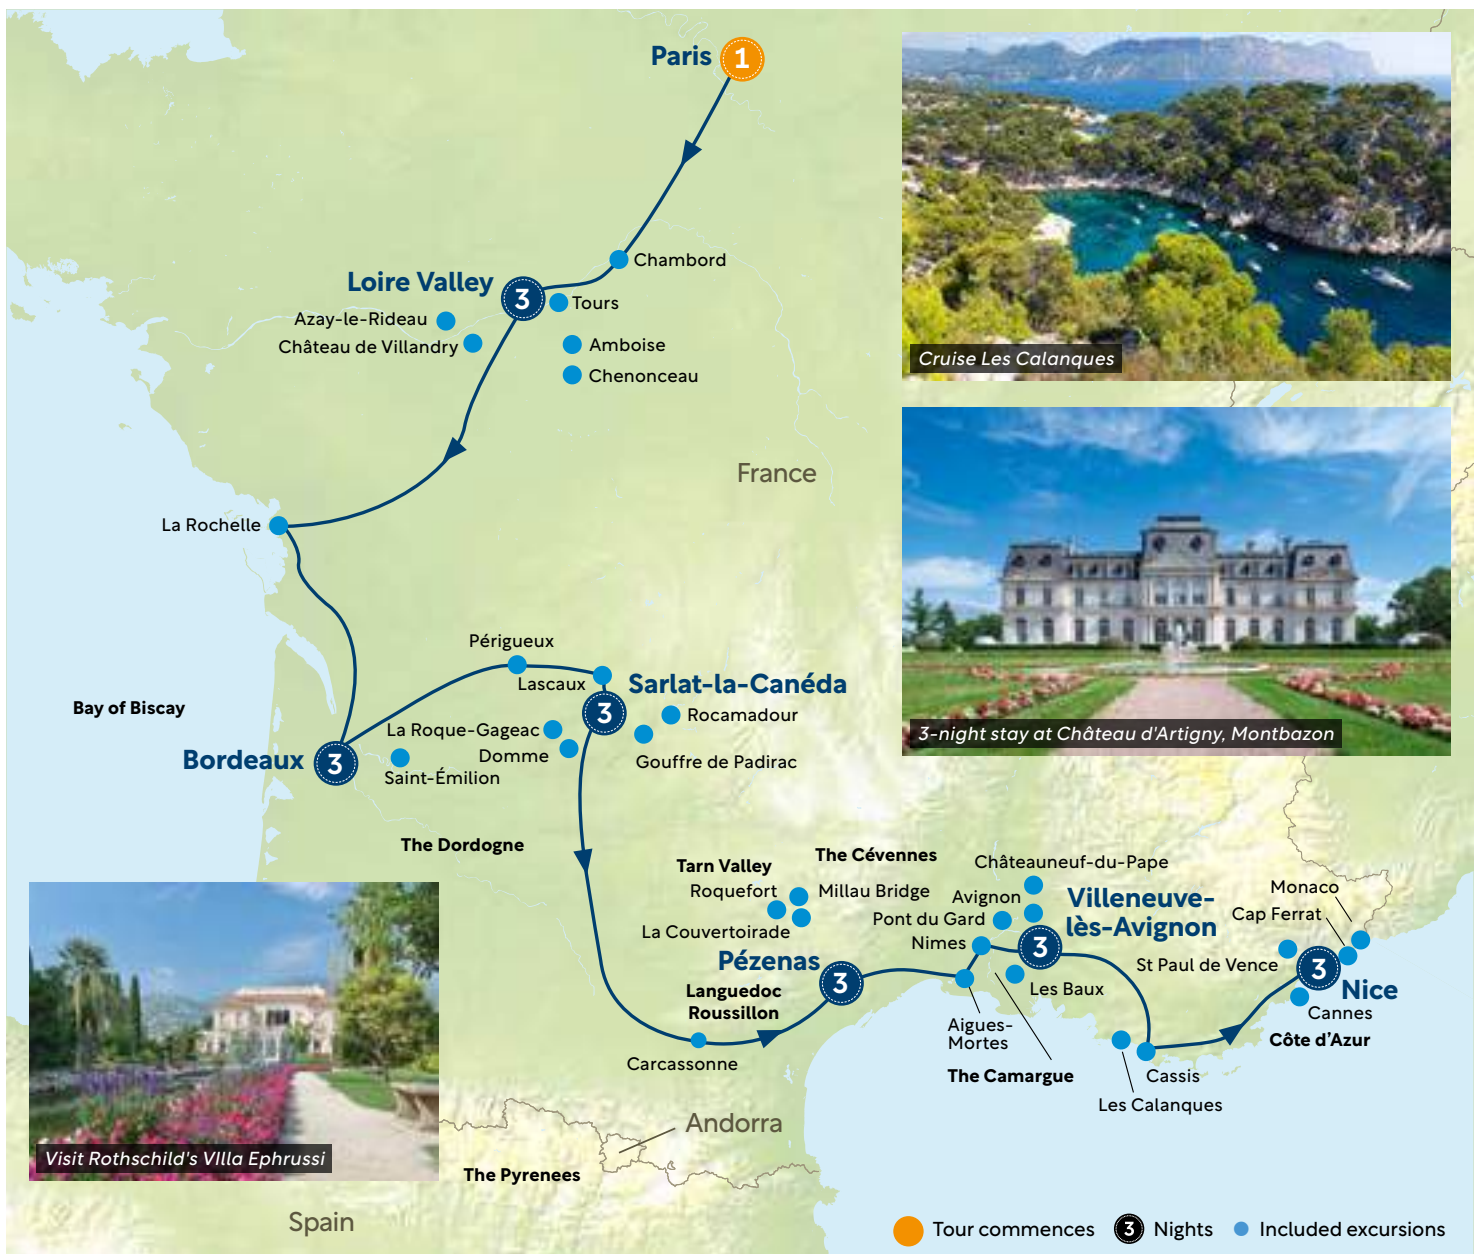 Paris
1
Chambord
Loire Valley
3
Tours
Azay-le-Rideau
Château de Villandry
Amboise
Chenonceau
Cruise Les Calanques
France
La Rochelle
3-night stay at Château d'Artigny, Montbazon
Périgueux
Lascaux
Sarlat-la-Canéda
3
Rocamadour
La Roque-Gageac
Domme
Gouffre de Padirac
Bay of Biscay
Bordeaux
3
Saint-Émilion
The Dordogne
Tarn Valley
The Cévennes
Roquefort
Millau Bridge
La Couvertoirade
Châteauneuf-du-Pape
Avignon
Pont du Gard
Nimes
Villeneuve-
lès-Avignon
3
Monaco
Cap Ferrat
St Paul de Vence
3
Nice
Cannes
Côte d'Azur
Pézenas
3
Languedoc
Roussillon
Les Baux
Aigues-
Mortes
The Camargue
Carcassonne
Cassis
Les Calanques
Visit Rothschild's VIlla Ephrussi
Andorra
The Pyrenees
Spain
Tour commences
3
Nights
Included excursions